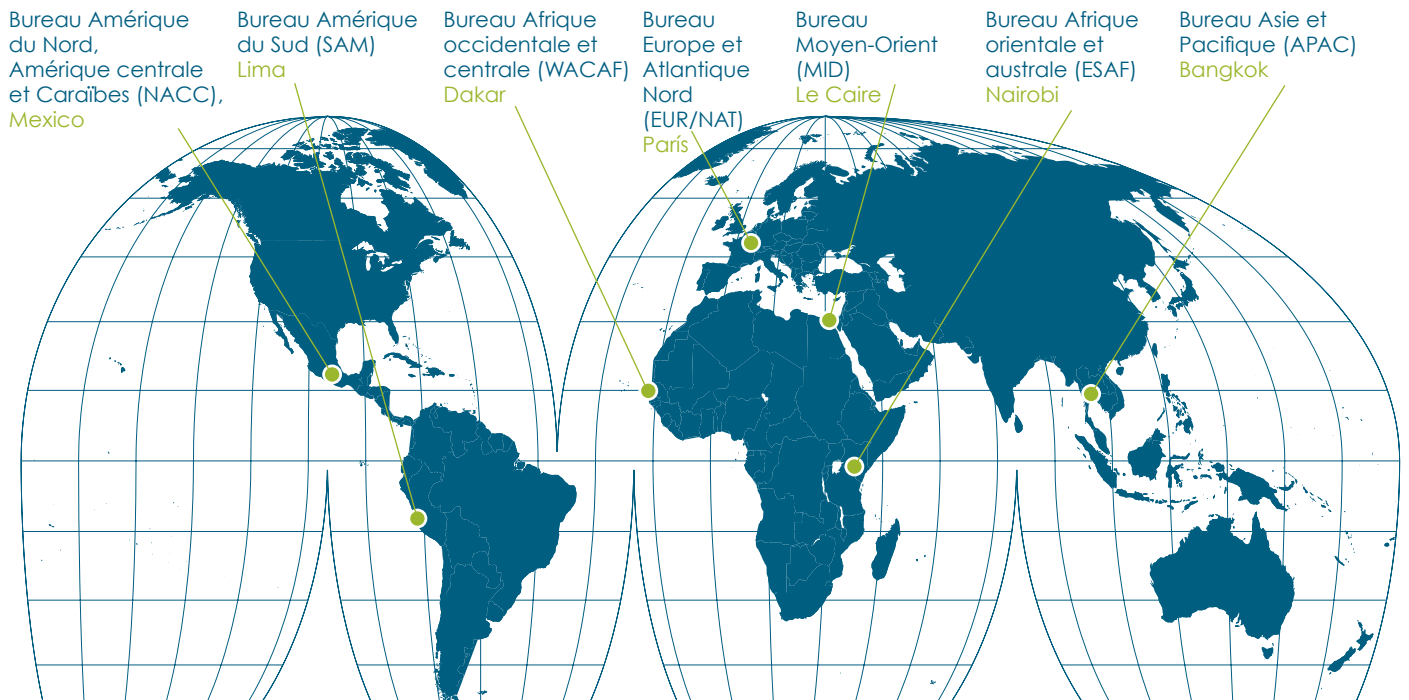 Bureau Amérique
du Nord,
Amérique centrale
et Caraïbes (NACC),
Mexico
Bureau Amérique
du Sud (SAM)
Lima
Bureau Afrique
occidentale et
centrale (WACAF)
Dakar
Bureau
Europe et
Atlantique
Nord
(EUR/NAT)
París
Bureau
Moyen-Orient
(MID)
Le Caire
Bureau Afrique
orientale et
australe (ESAF)
Nairobi
Bureau Asie et
Pacifique (APAC)
Bangkok